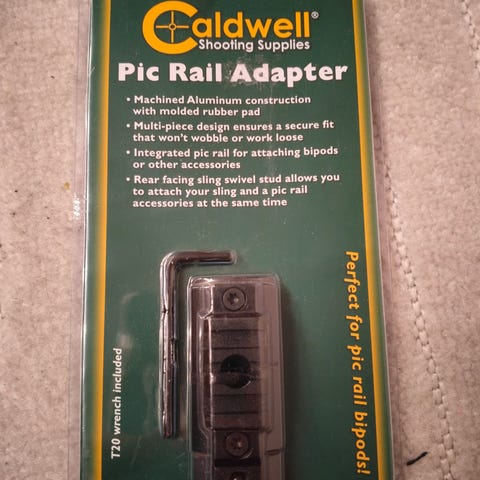 Caldwell®
Shooting Supplies
Pic Rail Adapter
• Machined Aluminum construction
with molded rubber pad
• Multi-piece design ensures a secure fit
that won't wobble or work loose
• Integrated pic rail for attaching bipods
or other accessories
• Rear facing sling swivel stud allows you
to attach your sling and a pic rail
accessories at the same time
T20 wrench included
Perfect for pic rail bipods!